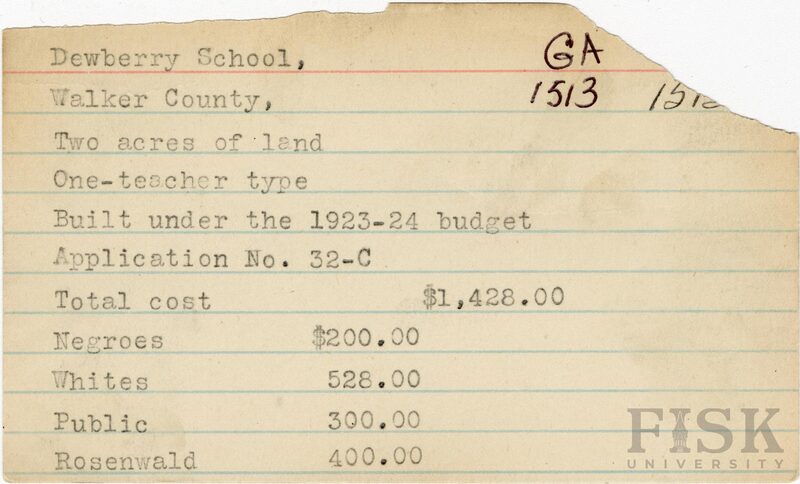 Dewberry School, GA
Walker County, 1513
Two acres of land
One-teacher type
Built under the 1923-24 budget
Application No. 32-C
Total cost $1,428.00
Negroes $200.00
Whites 528.00
Public 300.00
Rosenwald 400.00
FISK
UNIVERSITY